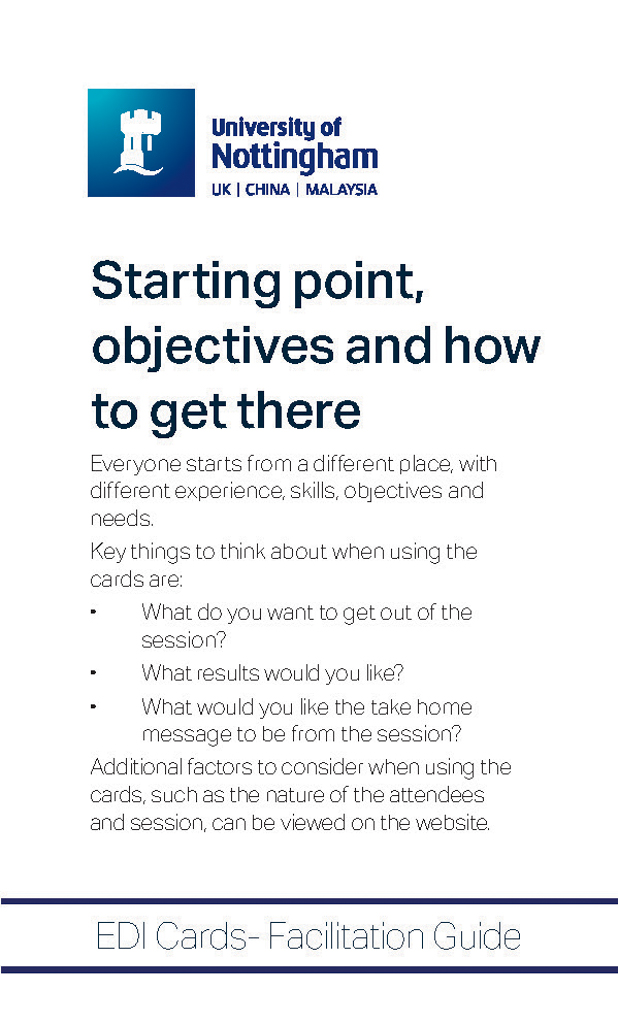 University of
Nottingham
UK | CHINA | MALAYSIA
Starting point,
objectives and how
to get there
Everyone starts from a different place, with
different experience, skills, objectives and
needs.
Key things to think about when using the
cards are:
• What do you want to get out of the
session?
• What results would you like?
• What would you like the take home
message to be from the session?
Additional factors to consider when using the
cards, such as the nature of the attendees
and session, can be viewed on the website.
EDI Cards- Facilitation Guide